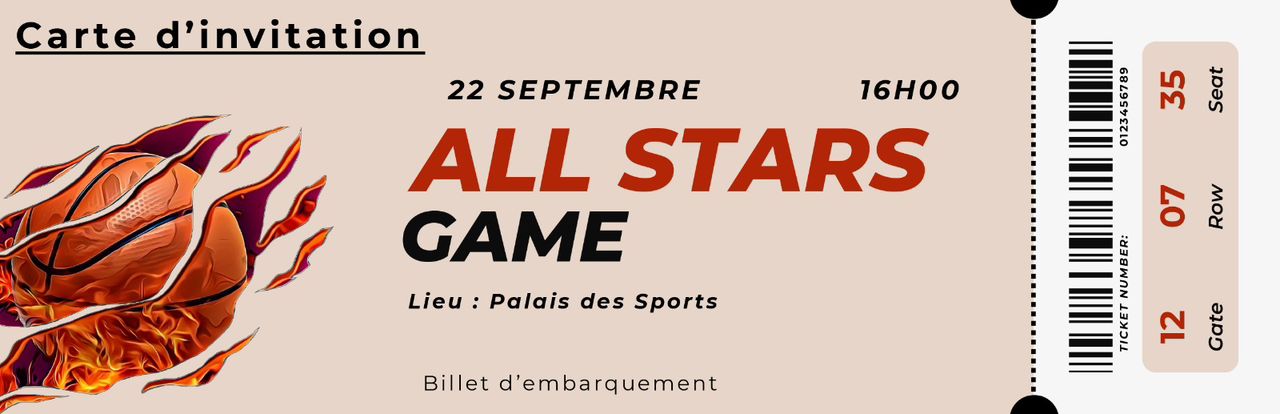 Carte d’invitation
22 SEPTEMBRE 16H00
ALL STARS
GAME
Lieu : Palais des Sports
Billet d’embarquement
TICKET NUMBER: 0123456789
12 07 35
Gate Row Seat